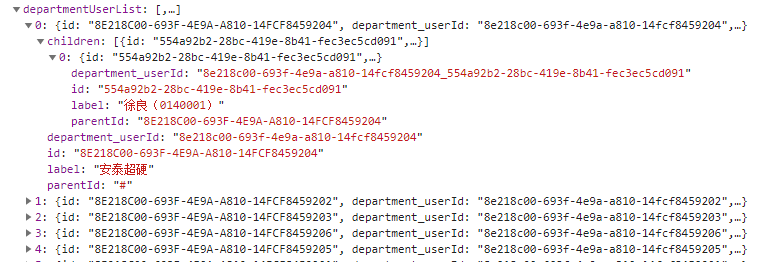 departmentUserList: [,…]
0: {id: "8E218C00-693F-4E9A-A810-14FCF8459204", department_userId: "8e218c00-693f-4e9a-a810-14fcf8459204",…}
children: [{id: "554a92b2-28bc-419e-8b41-fec3ec5cd091",…}]
0: {id: "554a92b2-28bc-419e-8b41-fec3ec5cd091",…}
department_userId: "8e218c00-693f-4e9a-a810-14fcf8459204_554a92b2-28bc-419e-8b41-fec3ec5cd091"
id: "554a92b2-28bc-419e-8b41-fec3ec5cd091"
label: "徐良（0140001）"
parentId: "8E218C00-693F-4E9A-A810-14FCF8459204"
department_userId: "8e218c00-693f-4e9a-a810-14fcf8459204"
id: "8E218C00-693F-4E9A-A810-14FCF8459204"
label: "安泰超硬"
parentId: "#"
1: {id: "8E218C00-693F-4E9A-A810-14FCF8459202", department_userId: "8e218c00-693f-4e9a-a810-14fcf8459202",…}
2: {id: "8E218C00-693F-4E9A-A810-14FCF8459203", department_userId: "8e218c00-693f-4e9a-a810-14fcf8459203",…}
3: {id: "8E218C00-693F-4E9A-A810-14FCF8459206", department_userId: "8e218c00-693f-4e9a-a810-14fcf8459206",…}
4: {id: "8E218C00-693F-4E9A-A810-14FCF8459205", department_userId: "8e218c00-693f-4e9a-a810-14fcf8459205",…}